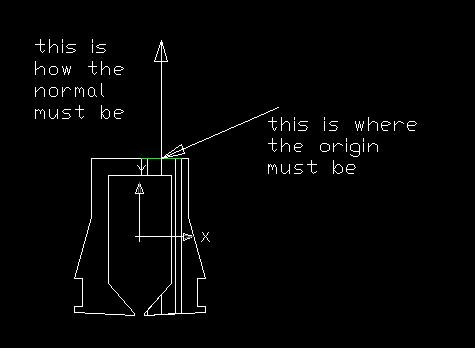 this is
how the
normal
must be
this is where
the origin
must be
X